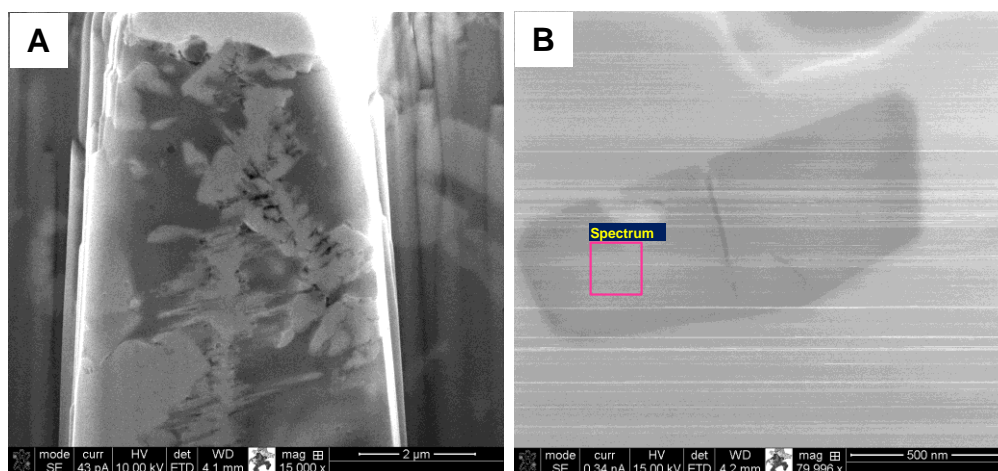 A
mode curr HV det WD mag
SE 43 pA 10.00 kV ETD 4.1 mm 15 000 x
2 μm
B
Spectrum
mode curr HV det WD mag
SE 0.34 nA 15.00 kV ETD 4.2 mm 79 996 x
500 nm